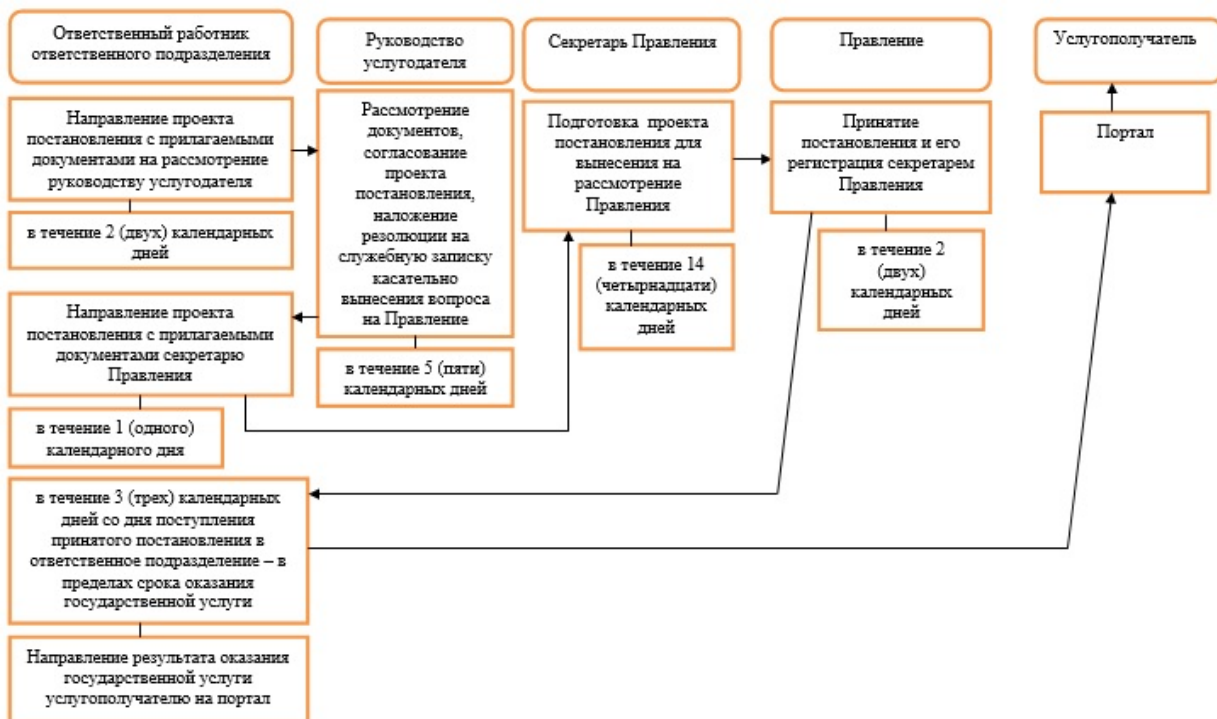 Ответственный работник
ответственного подразделения
Руководство
услугодателя
Секретарь Правления
Правление
Услугополучатель
Направление проекта
постановления с прилагаемыми
документами на рассмотрение
руководству услугодателя
в течение 2 (двух) календарных
дней
Рассмотрение
документов,
согласование
проекта
постановления,
наложение
резолюции на
служебную записку
касательно
вынесения вопроса
на Правление
в течение 5 (пяти)
календарных дней
Подготовка проекта
постановления для
вынесения на
рассмотрение
Правления
в течение 14
(четырнадцати)
календарных
дней
Принятие
постановления и его
регистрация секретарем
Правления
в течение 2
(двух)
календарных
дней
Портал
Направление проекта
постановления с прилагаемыми
документами секретарю
Правления
в течение 1 (одного)
календарного дня
в течение 3 (трех) календарных
дней со дня поступления
принятого постановления в
ответственное подразделение – в
пределах срока оказания
государственной услуги
Направление результата оказания
государственной услуги
услугополучателю на портал